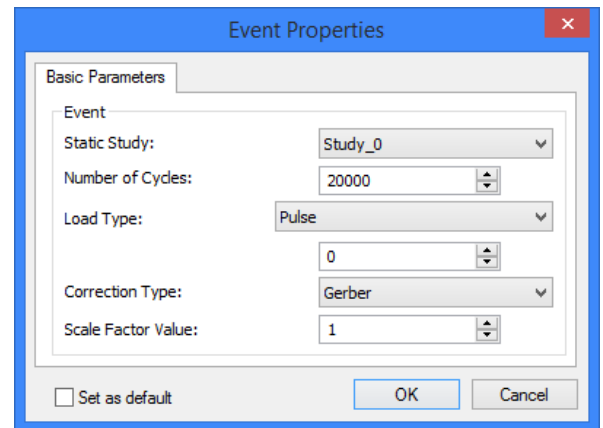 Event Properties
Basic Parameters
Event
Static Study: Study_0
Number of Cycles: 20000
Load Type: Pulse
0
Correction Type: Gerber
Scale Factor Value: 1
Set as default OK Cancel